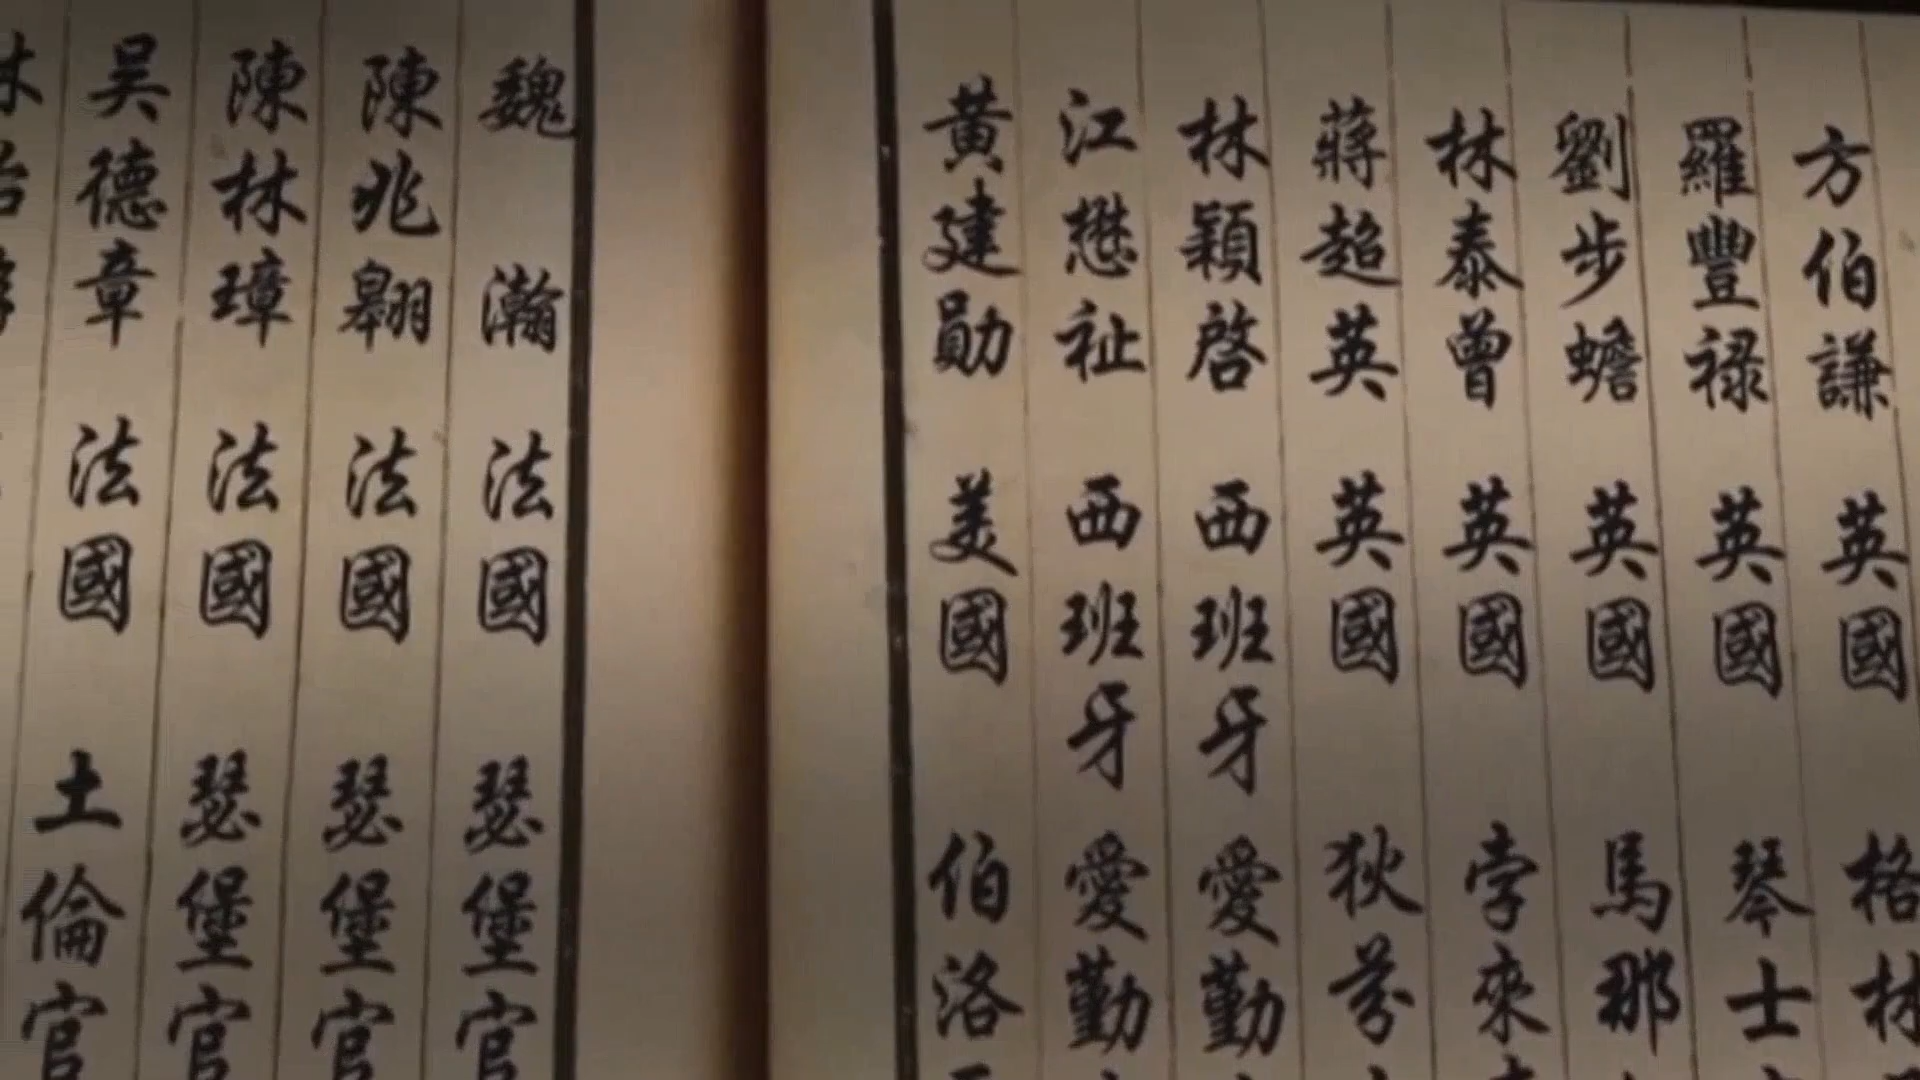 方伯謙 英國 格林
羅豐祿 英國 琴士
劉步蟾 英國 馬那
林泰曾 英國 孛來
蔣超英 英國 狄芬
林穎啓 西班牙 愛勤
江懋祉 西班牙 愛勤
黃建勛 美國 伯洛
魏瀚 法國 瑟堡官
陳兆翱 法國 瑟堡官
陳林璋 法國 瑟堡官
吴德章 法國 土倫官
林